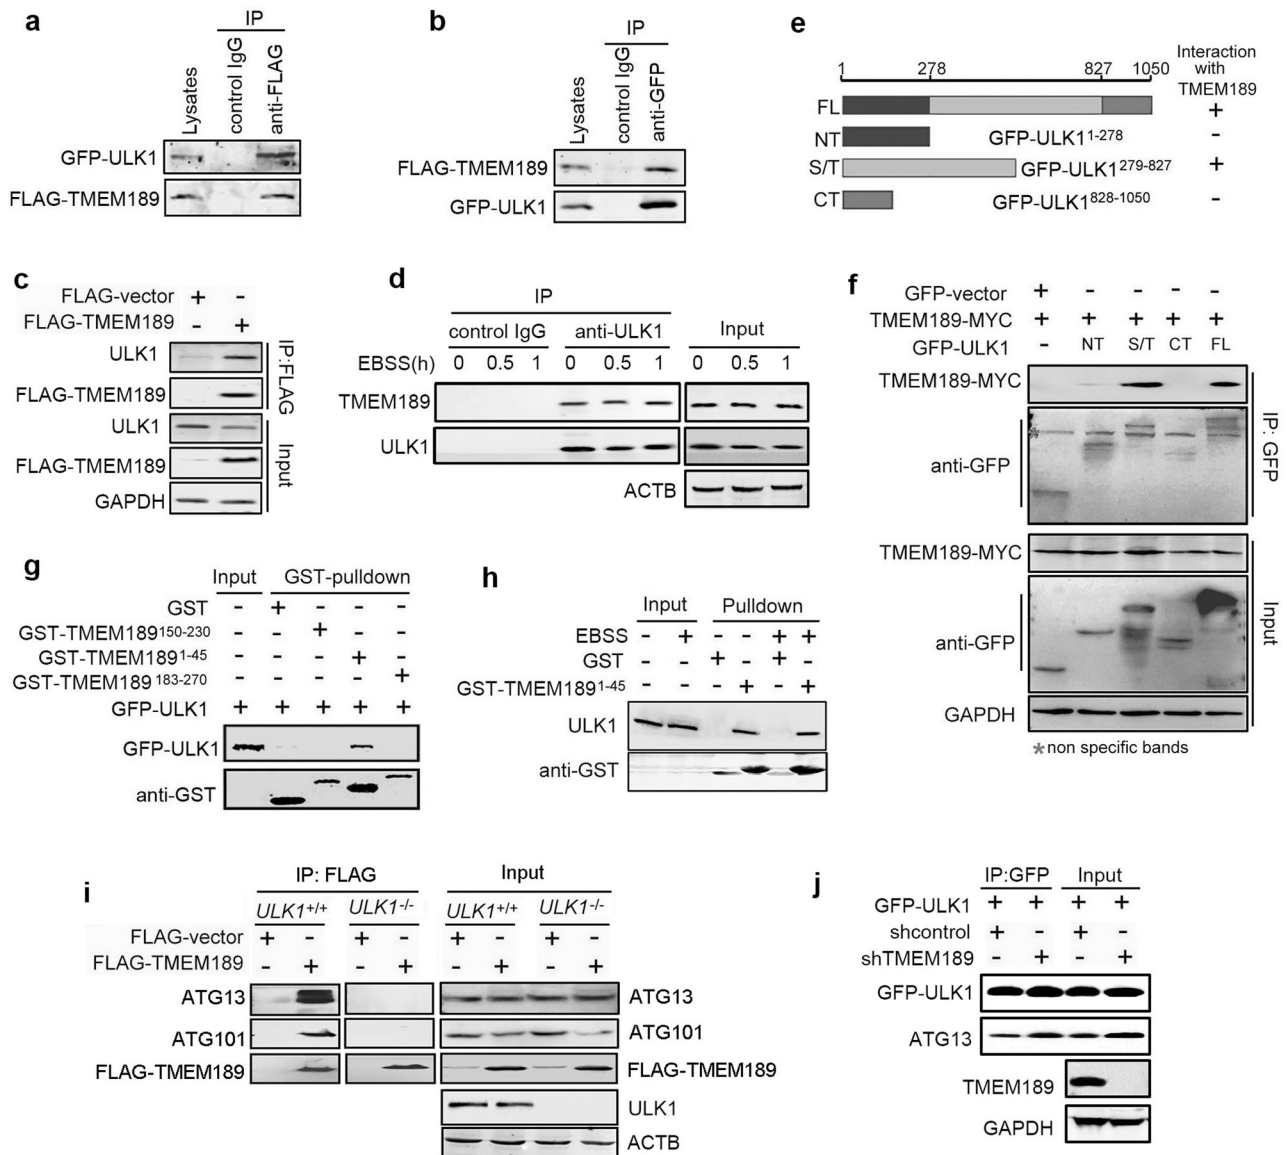 a
IP
Lysates
control IgG
anti-FLAG
GFP-ULK1
FLAG-TMEM189
b
IP
Lysates
control IgG
anti-GFP
FLAG-TMEM189
GFP-ULK1
e
1 278 827 1050
Interaction
with
TMEM189
FL +
NT GFP-ULK1 1-278 -
S/T GFP-ULK1 279-827 +
CT GFP-ULK1 828-1050 -
c
FLAG-vector + -
FLAG-TMEM189 - +
ULK1
FLAG-TMEM189
ULK1
FLAG-TMEM189
GAPDH
IP:FLAG
Input
d
IP
control IgG anti-ULK1 Input
EBSS(h) 0 0.5 1 0 0.5 1 0 0.5 1
TMEM189
ULK1
ACTB
f
GFP-vector + - - - -
TMEM189-MYC + + + + +
GFP-ULK1 - NT S/T CT FL
TMEM189-MYC
*
anti-GFP
TMEM189-MYC
anti-GFP
GAPDH
IP: GFP
Input
* non specific bands
g
Input GST-pulldown
GST - + - - -
GST-TMEM189 150-230 - - + - -
GST-TMEM189 1-45 - - - + -
GST-TMEM189 183-270 - - - - +
GFP-ULK1 + + + + +
GFP-ULK1
anti-GST
h
Input Pulldown
EBSS - + - - + +
GST - - + - + -
GST-TMEM189 1-45 - - - + - +
ULK1
anti-GST
i
IP: FLAG Input
ULK1+/+ ULK1-/- ULK1+/+ ULK1-/-
FLAG-vector + - + - + - + -
FLAG-TMEM189 - + - + - + - +
ATG13 ATG13
ATG101 ATG101
FLAG-TMEM189 FLAG-TMEM189
ULK1
ACTB
j
IP:GFP Input
GFP-ULK1 + + + +
shcontrol + - + -
shTMEM189 - + - +
GFP-ULK1
ATG13
TMEM189
GAPDH